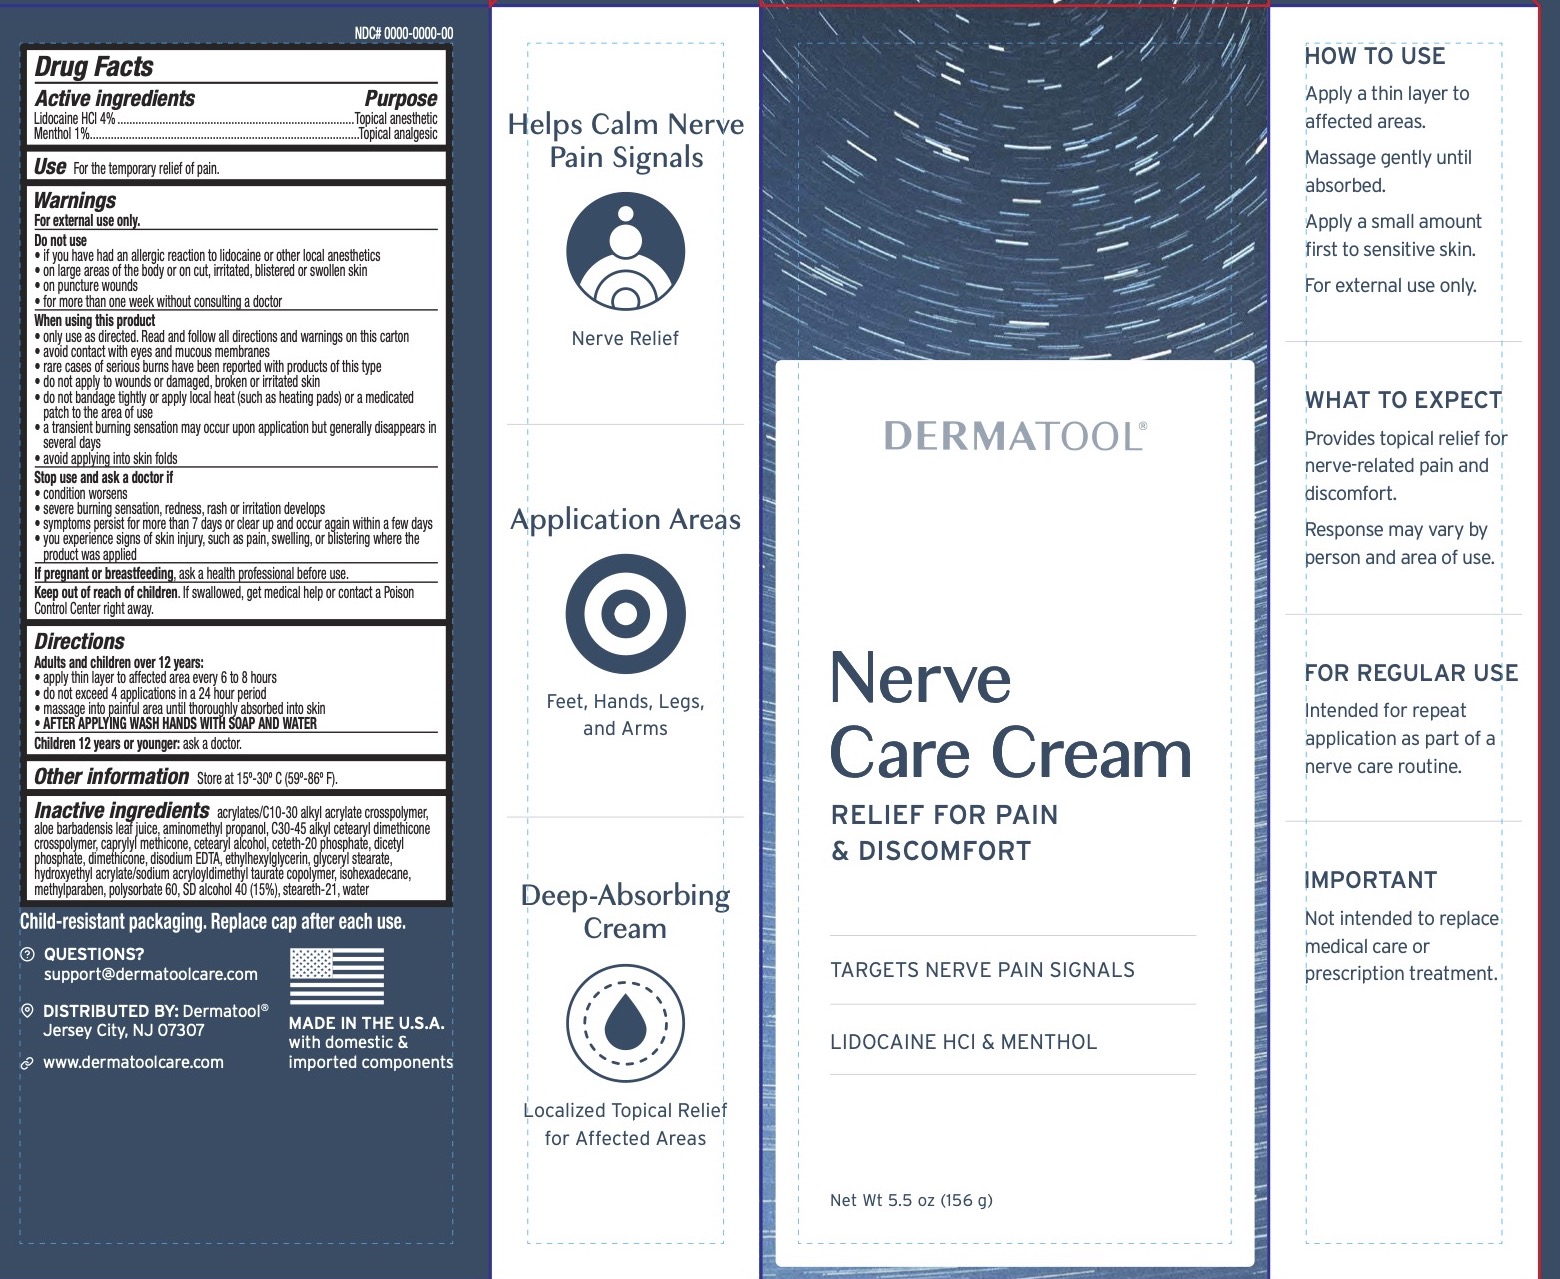 NDC# 0000-0000-00
Drug Facts
Active ingredients Purpose
Lidocaine HCl 4%..........Topical anesthetic
Menthol 1%..........Topical analgesic
Use For the temporary relief of pain.
Warnings
For external use only.
Do not use
• if you have had an allergic reaction to lidocaine or other local anesthetics
• on large areas of the body or on cut, irritated, blistered or swollen skin
• on puncture wounds
• for more than one week without consulting a doctor
When using this product
• only use as directed. Read and follow all directions and warnings on this carton
• avoid contact with eyes and mucous membranes
• rare cases of serious burns have been reported with products of this type
• do not apply to wounds or damaged, broken or irritated skin
• do not bandage tightly or apply local heat (such as heating pads) or a medicated
patch to the area of use
• a transient burning sensation may occur upon application but generally disappears in
several days
• avoid applying into skin folds
Stop use and ask a doctor if
• condition worsens
• severe burning sensation, redness, rash or irritation develops
• symptoms persist for more than 7 days or clear up and occur again within a few days
• you experience signs of skin injury, such as pain, swelling, or blistering where the
product was applied
If pregnant or breastfeeding, ask a health professional before use.
Keep out of reach of children. If swallowed, get medical help or contact a Poison
Control Center right away.
Directions
Adults and children over 12 years:
• apply thin layer to affected area every 6 to 8 hours
• do not exceed 4 applications in a 24 hour period
• massage into painful area until thoroughly absorbed into skin
• AFTER APPLYING WASH HANDS WITH SOAP AND WATER
Children 12 years or younger: ask a doctor.
Other information Store at 15º-30º C (59º-86º F).
Inactive ingredients acrylates/C10-30 alkyl acrylate crosspolymer,
aloe barbadensis leaf juice, aminomethyl propanol, C30-45 alkyl cetearyl dimethicone
crosspolymer, caprylyl methicone, cetearyl alcohol, ceteth-20 phosphate, dicetyl
phosphate, dimethicone, disodium EDTA, ethylhexylglycerin, glyceryl stearate,
hydroxyethyl acrylate/sodium acryloyldimethyl taurate copolymer, isohexadecane,
methylparaben, polysorbate 60, SD alcohol 40 (15%), steareth-21, water
Child-resistant packaging. Replace cap after each use.
QUESTIONS?
support@dermatoolcare.com
DISTRIBUTED BY: Dermatool®
Jersey City, NJ 07307
www.dermatoolcare.com
MADE IN THE U.S.A.
with domestic &
imported components
Helps Calm Nerve
Pain Signals
Nerve Relief
Application Areas
Feet, Hands, Legs,
and Arms
Deep-Absorbing
Cream
Localized Topical Relief
for Affected Areas
DERMATOOL®
Nerve
Care Cream
RELIEF FOR PAIN
& DISCOMFORT
TARGETS NERVE PAIN SIGNALS
LIDOCAINE HCl & MENTHOL
Net Wt 5.5 oz (156 g)
HOW TO USE
Apply a thin layer to
affected areas.
Massage gently until
absorbed.
Apply a small amount
first to sensitive skin.
For external use only.
WHAT TO EXPECT
Provides topical relief for
nerve-related pain and
discomfort.
Response may vary by
person and area of use.
FOR REGULAR USE
Intended for repeat
application as part of a
nerve care routine.
IMPORTANT
Not intended to replace
medical care or
prescription treatment.